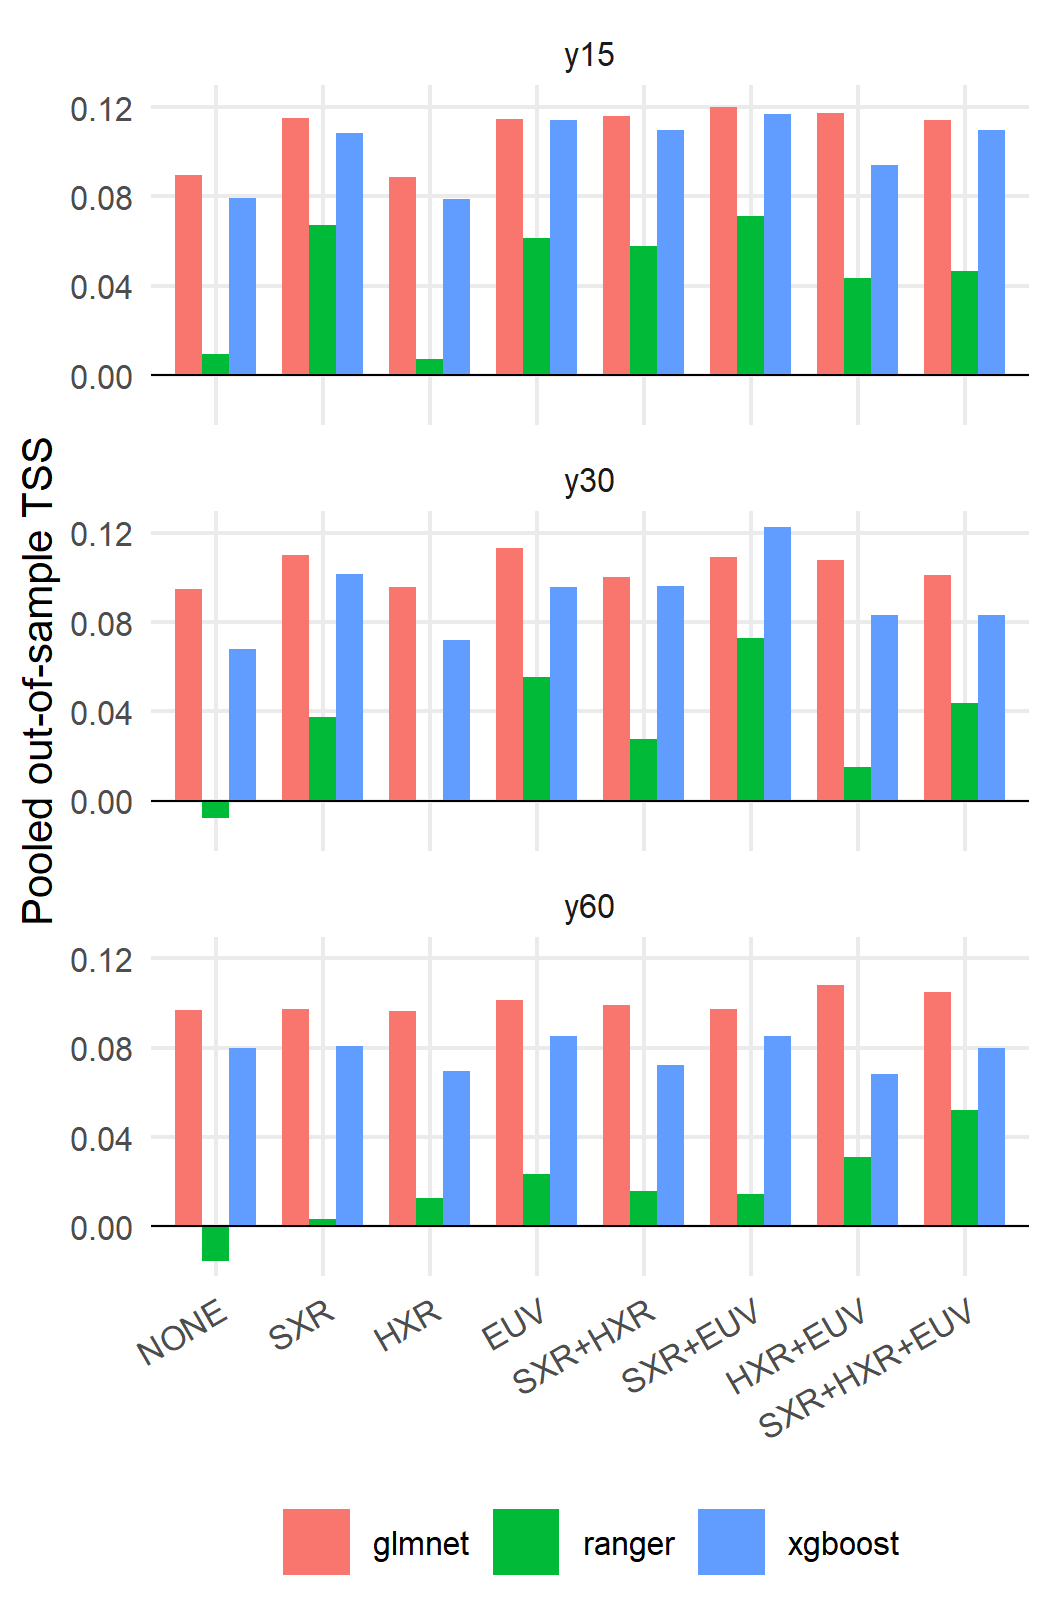 y15
0.12
0.08
0.04
0.00
y30
0.12
0.08
0.04
0.00
Pooled out-of-sample TSS
y60
0.12
0.08
0.04
0.00
NONE
SXR
HXR
EUV
SXR+HXR
SXR+EUV
HXR+EUV
SXR+HXR+EUV
glmnet
ranger
xgboost